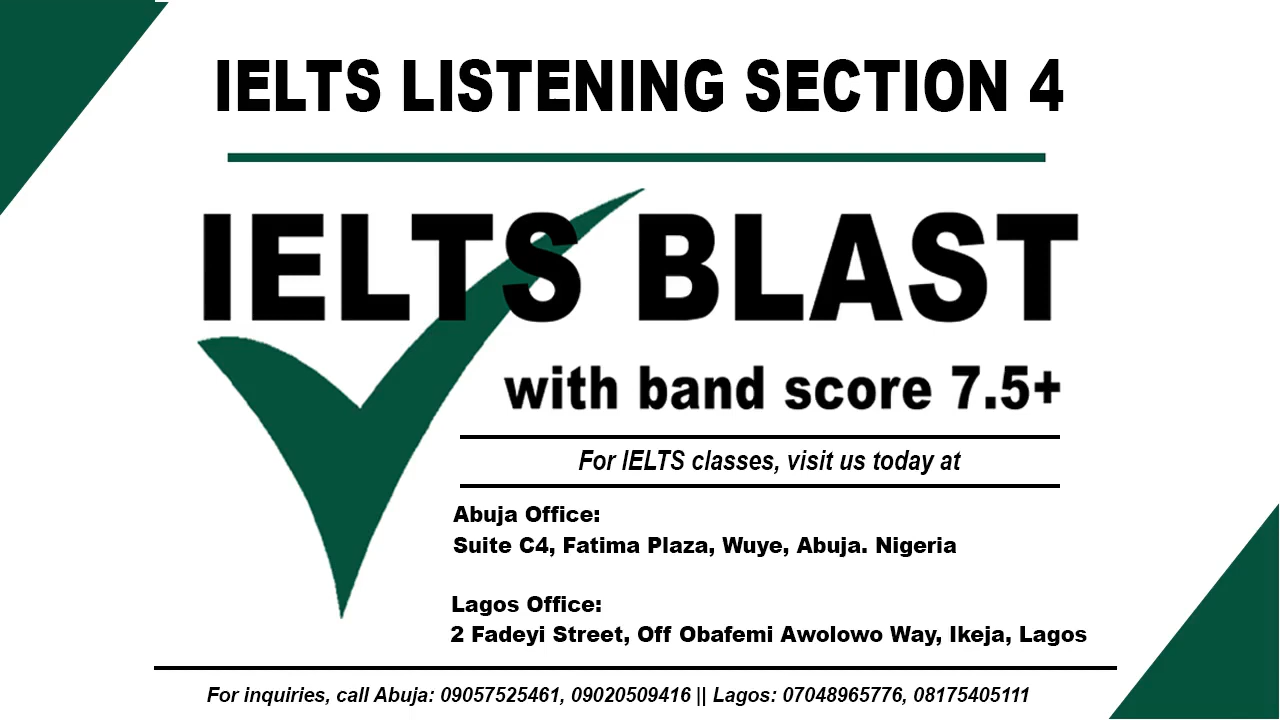 IELTS LISTENING SECTION 4
IELTS BLAST
with band score 7.5+
For IELTS classes, visit us today at
Abuja Office:
Suite C4, Fatima Plaza, Wuye, Abuja. Nigeria
Lagos Office:
2 Fadeyi Street, Off Obafemi Awolowo Way, Ikeja, Lagos
For inquiries, call Abuja: 09057525461, 09020509416 || Lagos: 07048965776, 08175405111